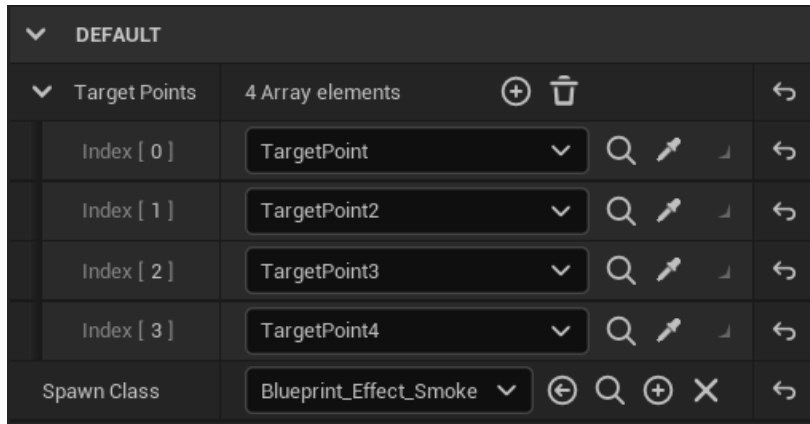 DEFAULT
Target Points 4 Array elements
Index [ 0 ] TargetPoint
Index [ 1 ] TargetPoint2
Index [ 2 ] TargetPoint3
Index [ 3 ] TargetPoint4
Spawn Class Blueprint_Effect_Smoke